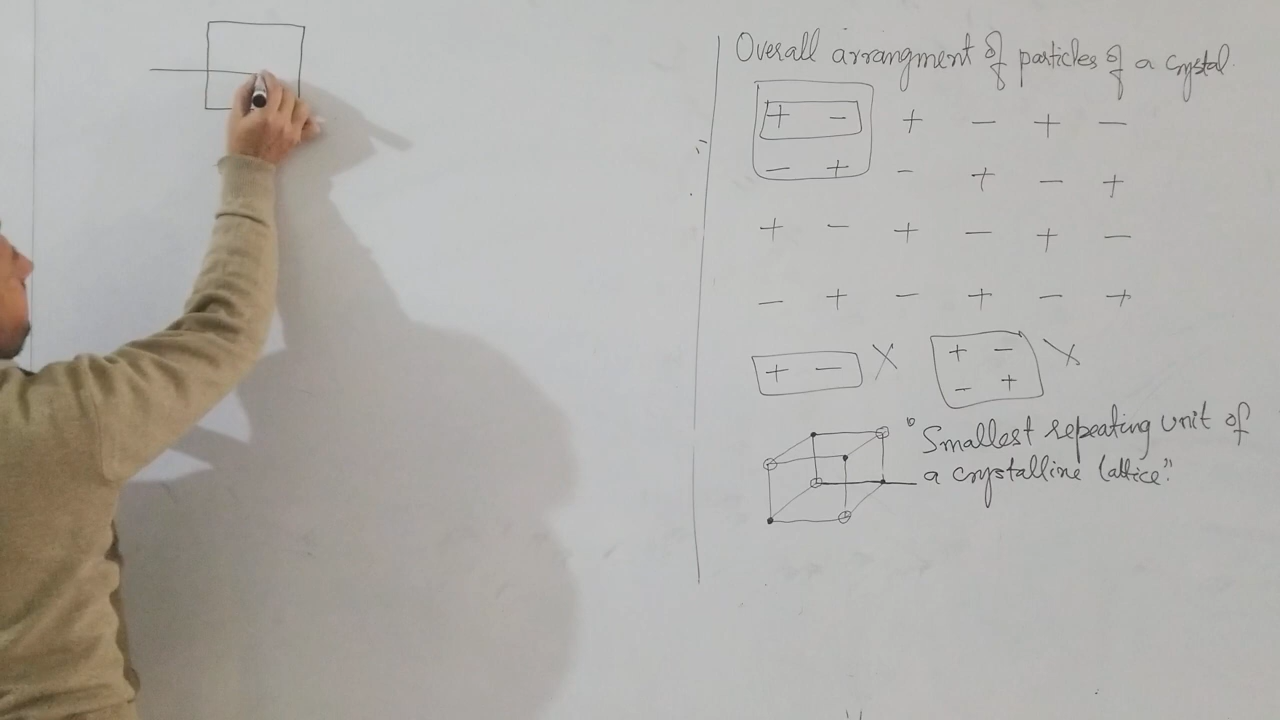 Overall arrangment of particles of a crystal.
+ − + − + −
− + − + − +
+ − + − + −
− + − + − +
+ − X + − X
− +
"Smallest repeating unit of
a crystalline lattice".